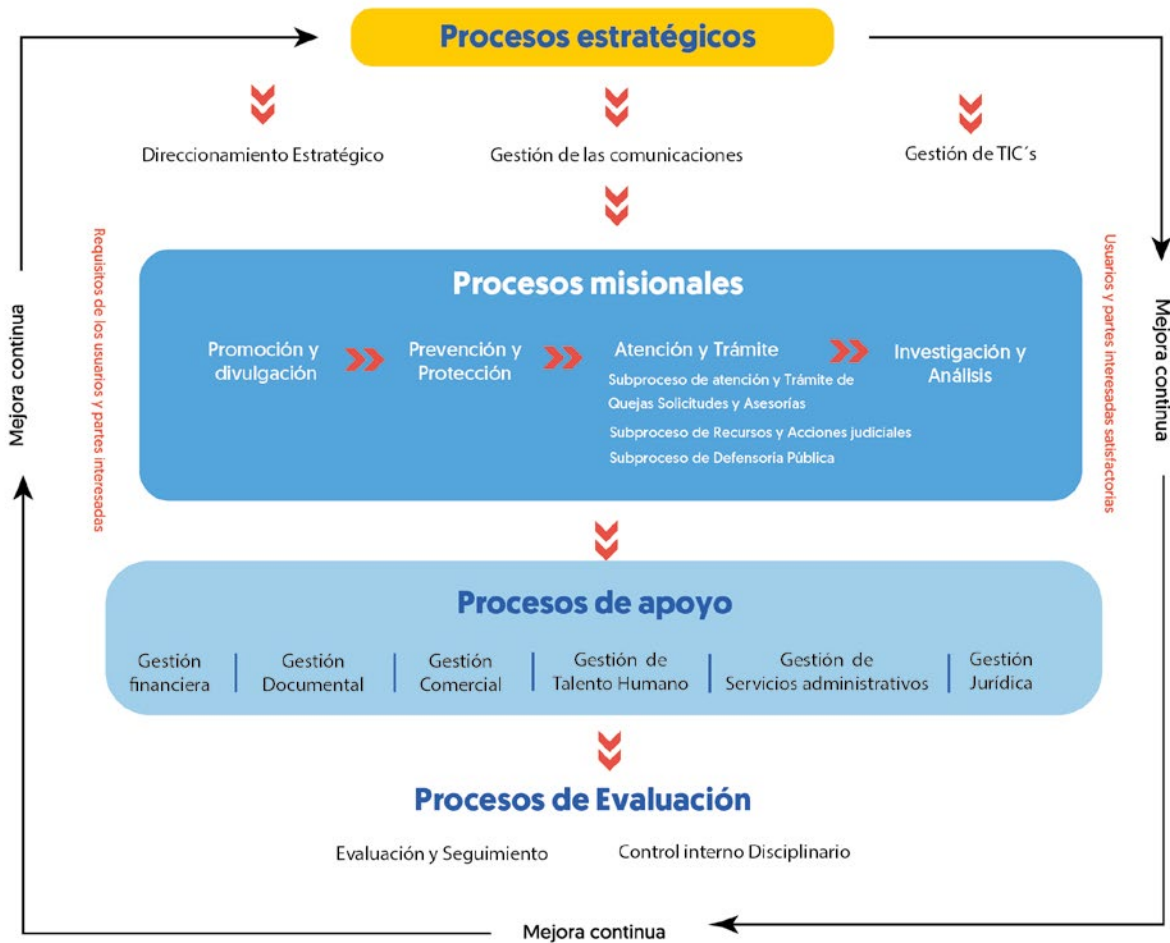 Procesos estratégicos
Direccionamiento Estratégico
Gestión de las comunicaciones
Gestión de TIC´s
Mejora continua
Requisitos de los usuarios y partes interesadas
Procesos misionales
Promoción y
divulgación
Prevención y
Protección
Atención y Trámite
Subproceso de atención y Trámite de
Quejas Solicitudes y Asesorías
Subproceso de Recursos y Acciones judiciales
Subproceso de Defensoria Pública
Investigación y
Análisis
Usuarios y partes interesadas satisfactorias
Mejora continua
Procesos de apoyo
Gestión
financiera
Gestión
Documental
Gestión
Comercial
Gestión de
Talento Humano
Gestión de
Servicios administrativos
Gestión
Jurídica
Procesos de Evaluación
Evaluación y Seguimiento
Control interno Disciplinario
Mejora continua